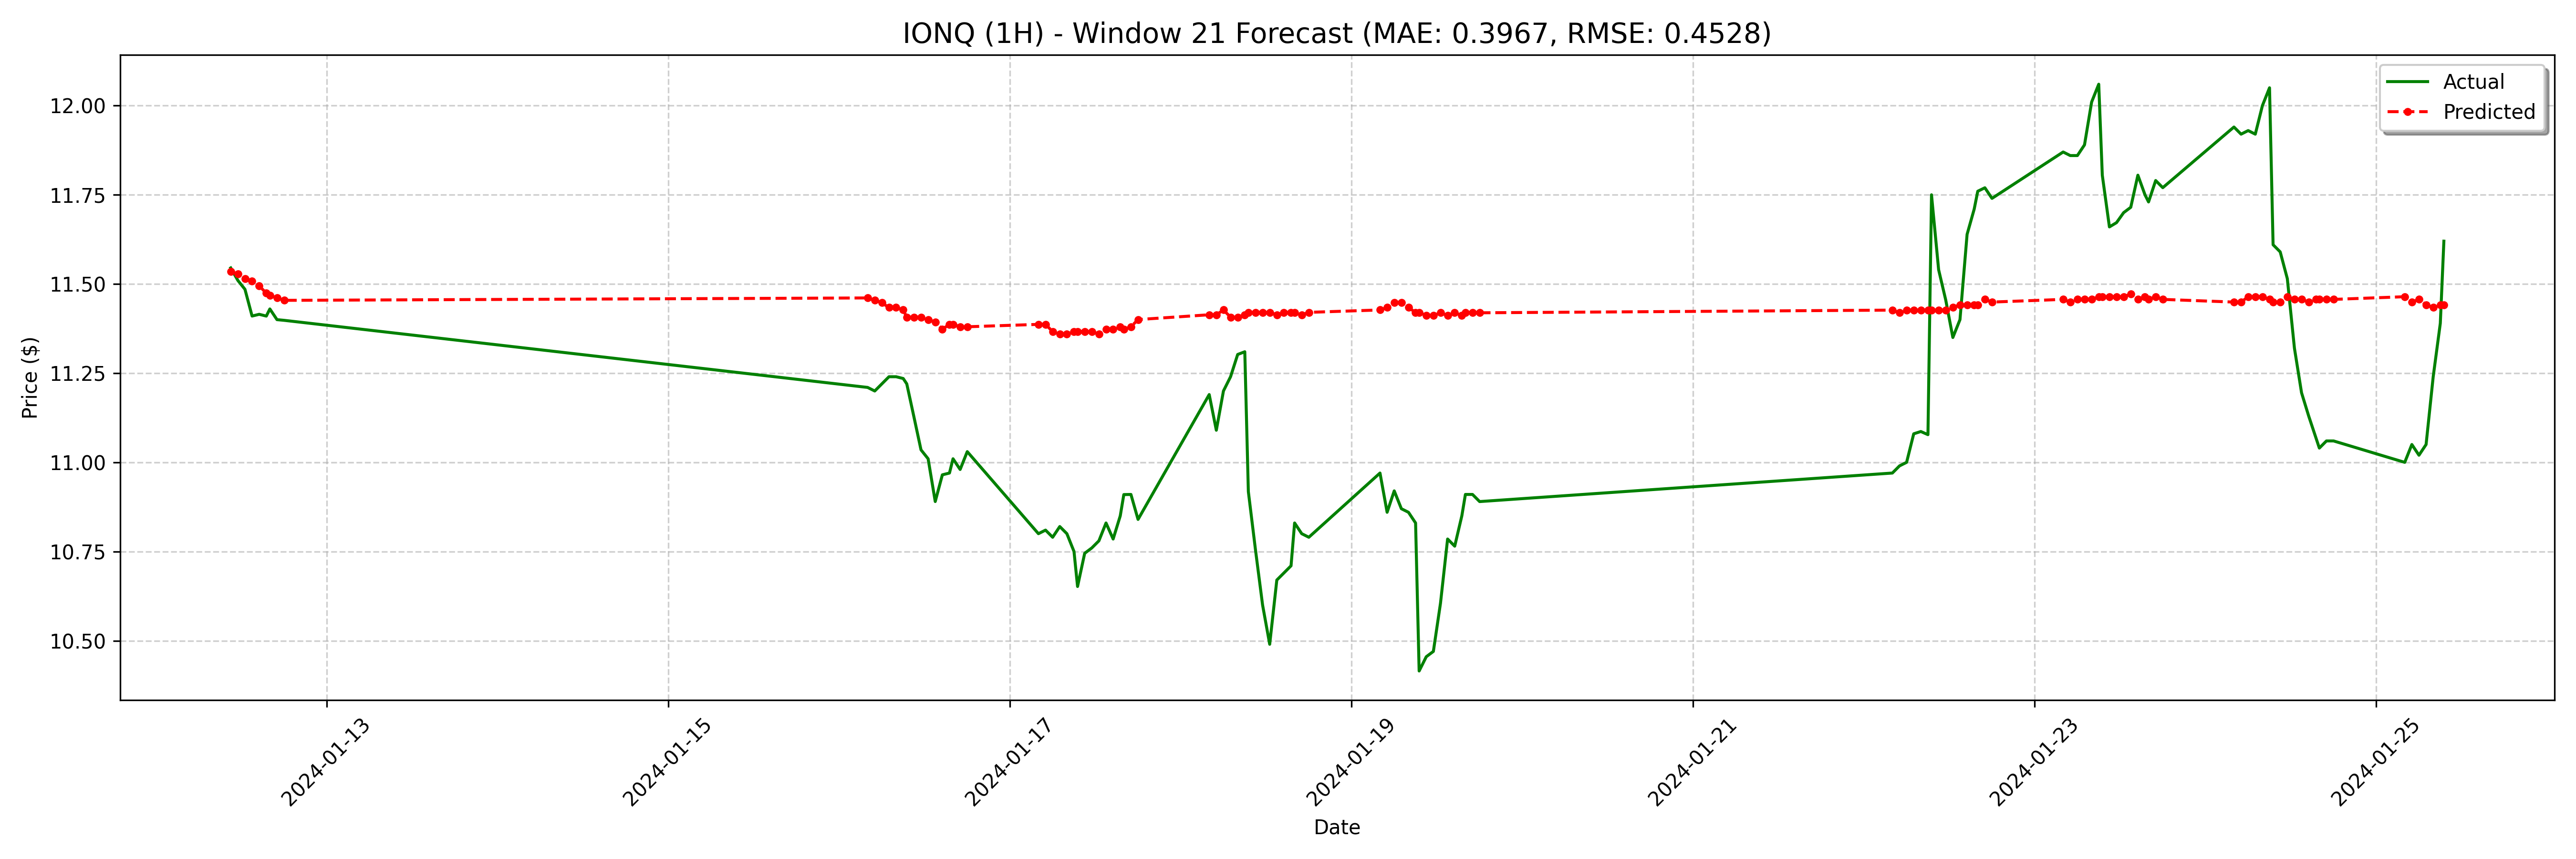 IONQ (1H) - Window 21 Forecast (MAE: 0.3967, RMSE: 0.4528)
Actual
Predicted
Price ($)
12.00
11.75
11.50
11.25
11.00
10.75
10.50
2024-01-13
2024-01-15
2024-01-17
2024-01-19
2024-01-21
2024-01-23
2024-01-25
Date